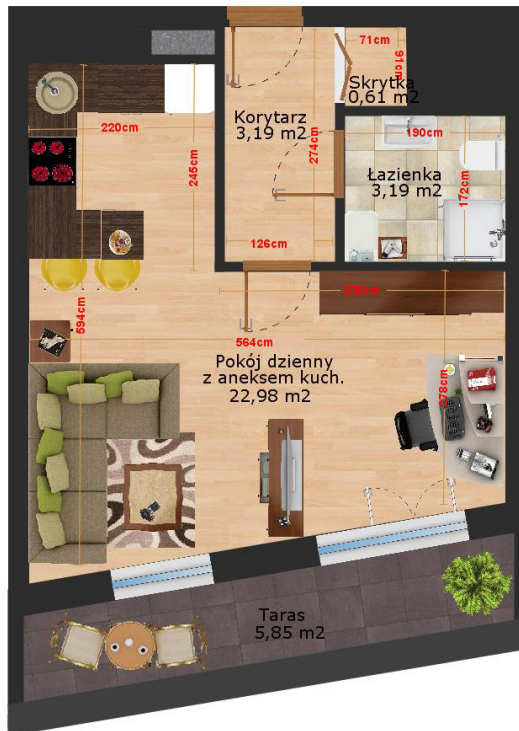 71cm
91cm
Skrytka
0,61 m2
Korytarz
3,19 m2
274cm
220cm
245cm
190cm
Łazienka
3,19 m2
172cm
126cm
594cm
564cm
Pokój dzienny
z aneksem kuch.
22,98 m2
278cm
Taras
5,85 m2